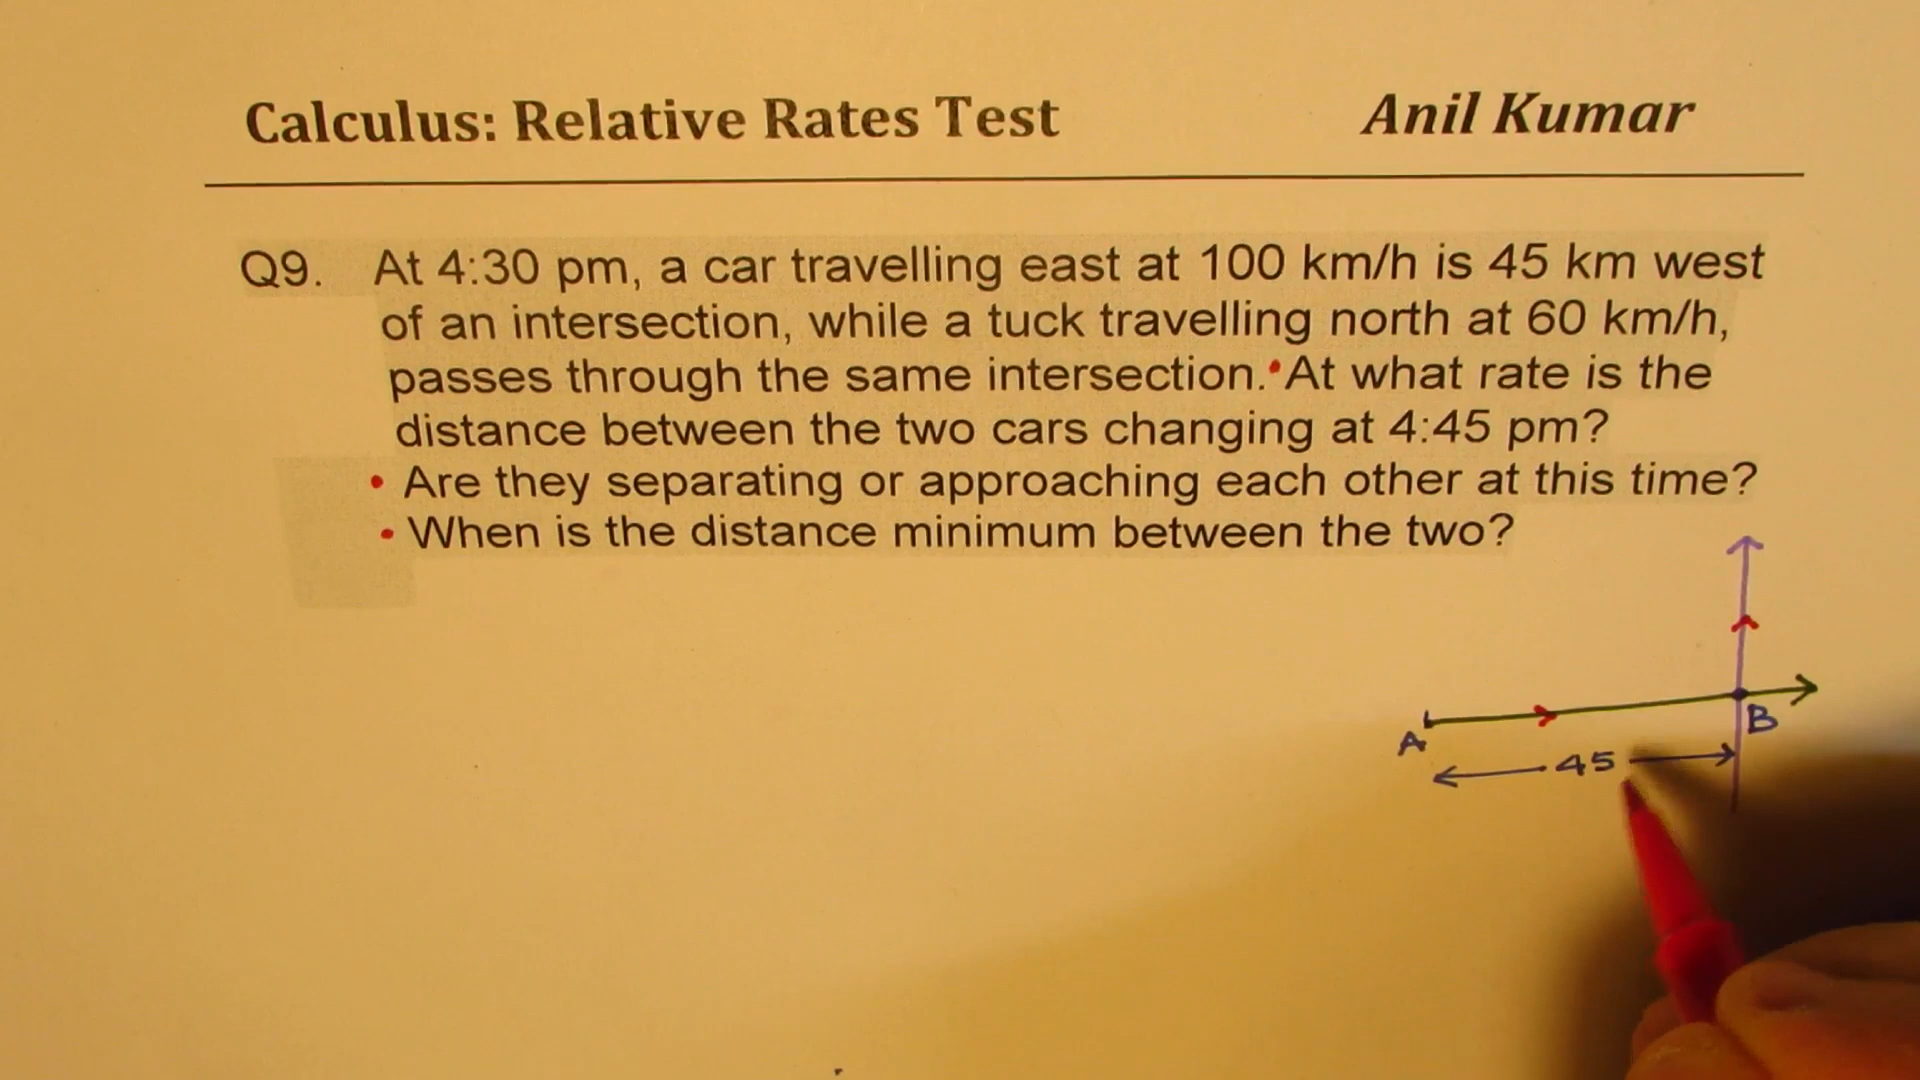 Calculus: Relative Rates Test Anil Kumar
Q9. At 4:30 pm, a car travelling east at 100 km/h is 45 km west
of an intersection, while a tuck travelling north at 60 km/h,
passes through the same intersection. At what rate is the
distance between the two cars changing at 4:45 pm?
• Are they separating or approaching each other at this time?
• When is the distance minimum between the two?
B
A
45